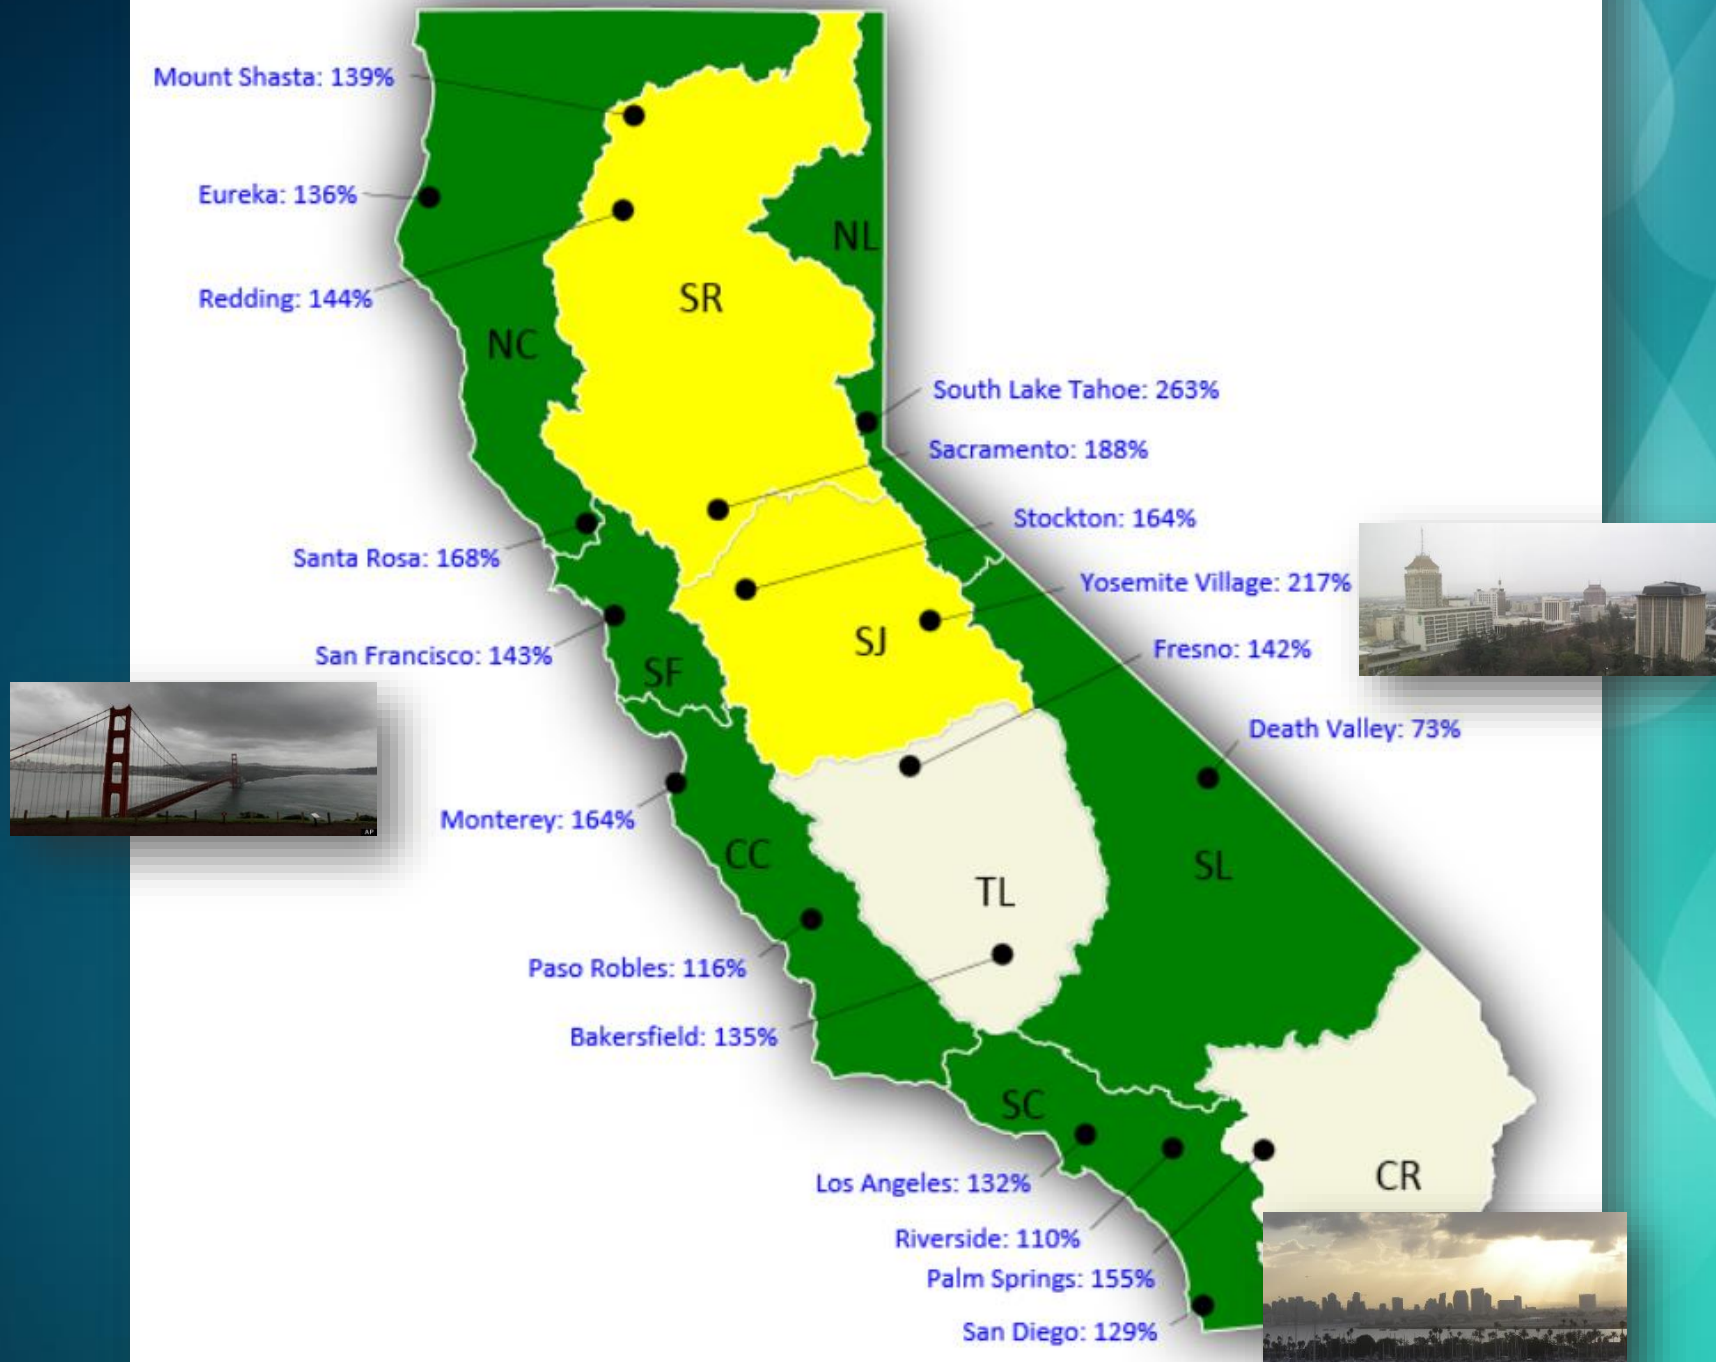 Mount Shasta: 139%
Eureka: 136%
NL
Redding: 144%
SR
NC
South Lake Tahoe: 263%
Sacramento: 188%
Stockton: 164%
Santa Rosa: 168%
Yosemite Village: 217%
SJ
Fresno: 142%
San Francisco: 143%
SF
Death Valley: 73%
Monterey: 164%
AP
CC
SL
TL
Paso Robles: 116%
Bakersfield: 135%
SC
CR
Los Angeles: 132%
Riverside: 110%
Palm Springs: 155%
San Diego: 129%